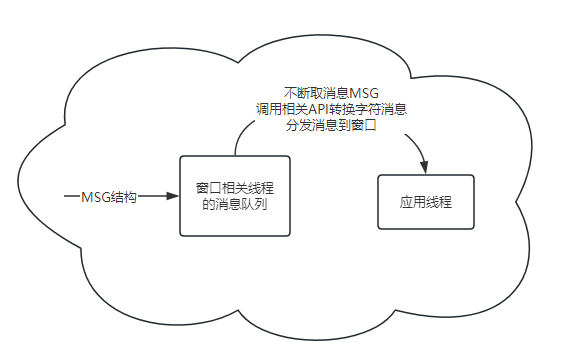 不断取消息MSG
调用相关API转换字符消息
分发消息到窗口
MSG结构
窗口相关线程
的消息队列
应用线程